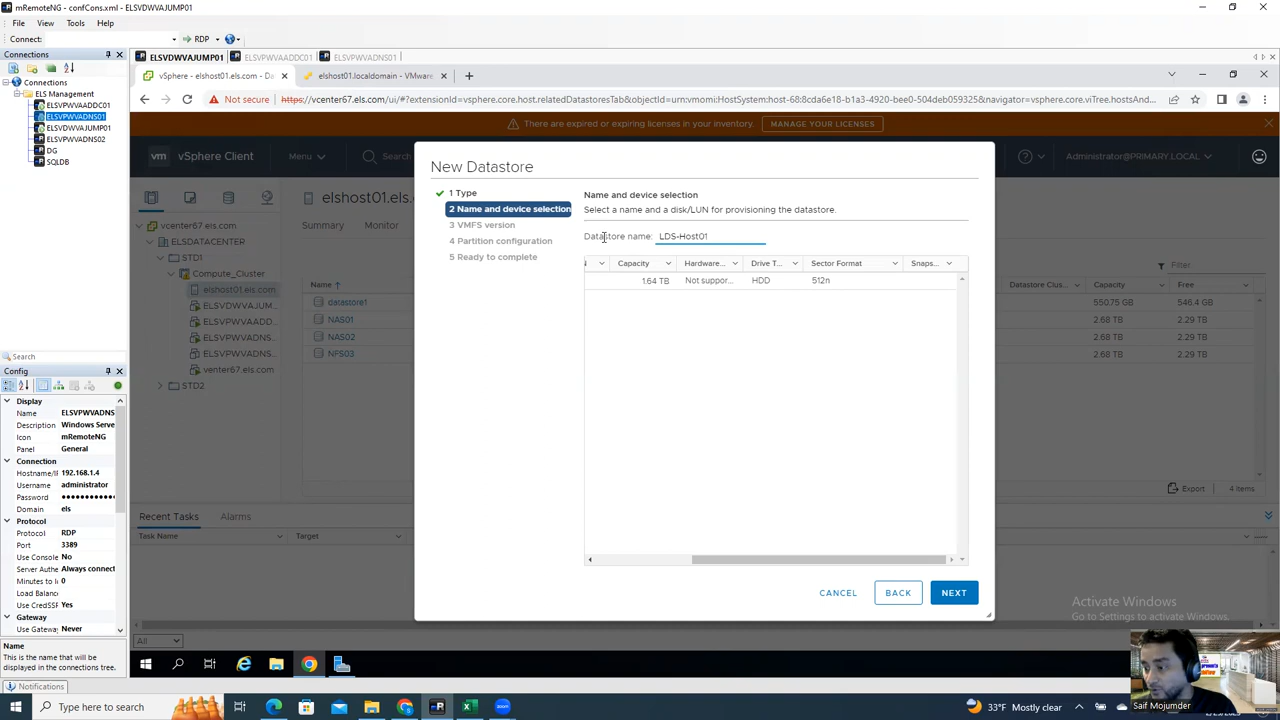 mRemoteNG - confCons.xml - ELSVDWVAJUMP01
File View Tools Help
Connect: RDP
Connections
ELSVDWVAJUMP01 ELSVPWVAADDC01 ELSVPWVADNS01
vSphere - elshost01.els.com - Da elshost01.localdomain - VMware
Connections
ELS Management
ELSVPWVAADDC01
ELSVPWVADNS01
ELSVDWVAJUMP01
ELSVPWVADNS02
DG
SQLDB
Not secure https://vcenter67.els.com/ui/#?extensionId=vsphere.core.host.relatedDatastoresTab&objectId=urn:vmomi:HostSystem:host-68:8cda6e18-b1a3-4920-bee0-504deb059325&navigator=vsphere.core.viTree.hostsAnd...
There are expired or expiring licenses in your inventory. MANAGE YOUR LICENSES
vm vSphere Client Menu Search Administrator@PRIMARY.LOCAL
vcenter67.els.com
ELSDATACENTER
STD1
Compute_Cluster
elshost01.els.com
ELSVDWVAJUM...
ELSVPWVAADD...
ELSVPWVADNS...
ELSVPWVADNS...
venter67.els.com
STD2
elshost01.els.co
Summary Monitor
Name
datastore1
NAS01
NAS02
NFS03
New Datastore
1 Type
2 Name and device selection
3 VMFS version
4 Partition configuration
5 Ready to complete
Name and device selection
Select a name and a disk/LUN for provisioning the datastore.
Datastore name: LDS-Host01
Capacity Hardware... Drive T... Sector Format Snaps...
1.64 TB Not suppor... HDD 512n
CANCEL BACK NEXT
Filter
Datastore Clus... Capacity Free
550.75 GB 546.4 GB
2.68 TB 2.29 TB
2.68 TB 2.29 TB
2.68 TB 2.29 TB
Export 4 items
Recent Tasks Alarms
Task Name Target
All
Search
Config
Display
Name ELSVPWVADNS
Description Windows Serve
Icon mRemoteNG
Panel General
Connection
Hostname/IP 192.168.1.4
Username administrator
Password ••••••••••••
Domain els
Protocol
Protocol RDP
Port 3389
Use Console No
Server Authe Always connect
Minutes to I 0
Load Balance
Use CredSSP Yes
Gateway
Use Gateway Never
Name
This is the name that will be
displayed in the connections tree.
Notifications
Activate Windows
Go to Settings to activate Windows.
Type here to search
33°F Mostly clear
Saif Mojumder